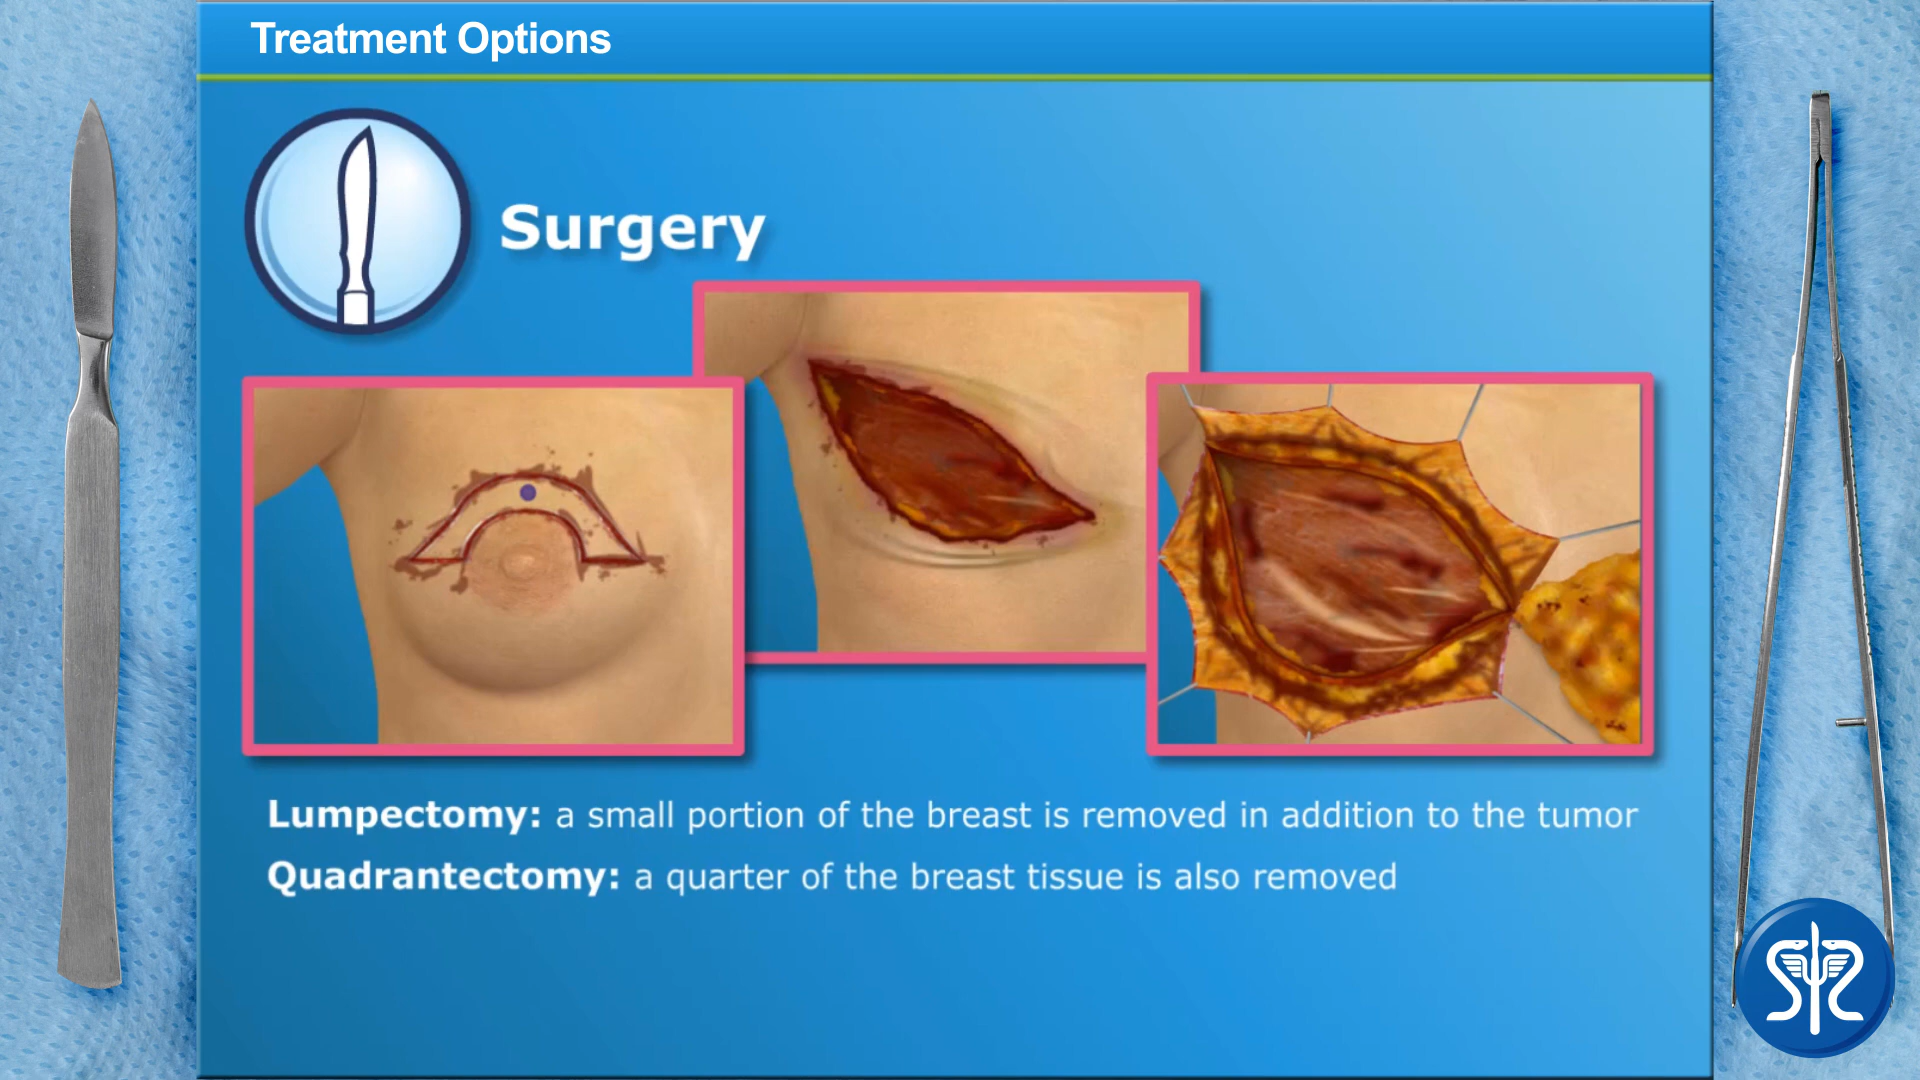 Treatment Options
Surgery
Lumpectomy: a small portion of the breast is removed in addition to the tumor
Quadrantectomy: a quarter of the breast tissue is also removed